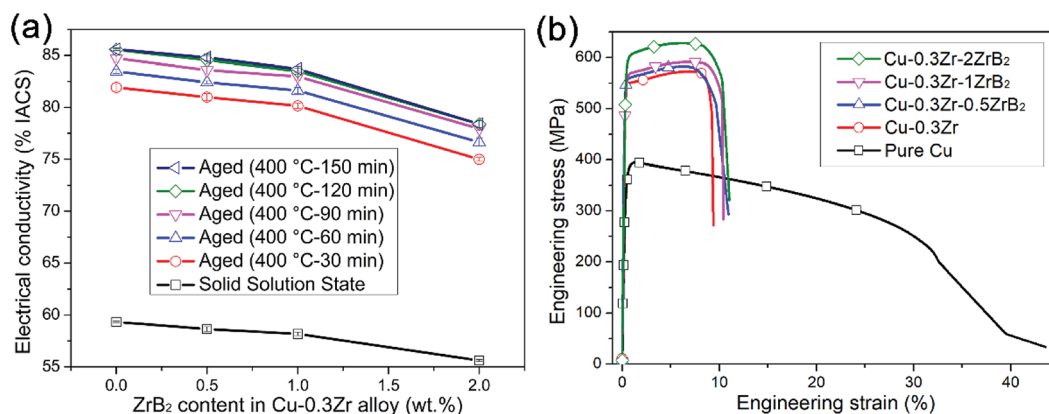 (a)
Electrical conductivity (% IACS)
85
80
75
70
65
60
55
Aged (400 °C-150 min)
Aged (400 °C-120 min)
Aged (400 °C-90 min)
Aged (400 °C-60 min)
Aged (400 °C-30 min)
Solid Solution State
0.0 0.5 1.0 1.5 2.0
ZrB₂ content in Cu-0.3Zr alloy (wt.%)
(b)
Engineering stress (MPa)
600
500
400
300
200
100
0
Cu-0.3Zr-2ZrB₂
Cu-0.3Zr-1ZrB₂
Cu-0.3Zr-0.5ZrB₂
Cu-0.3Zr
Pure Cu
0 10 20 30 40
Engineering strain (%)